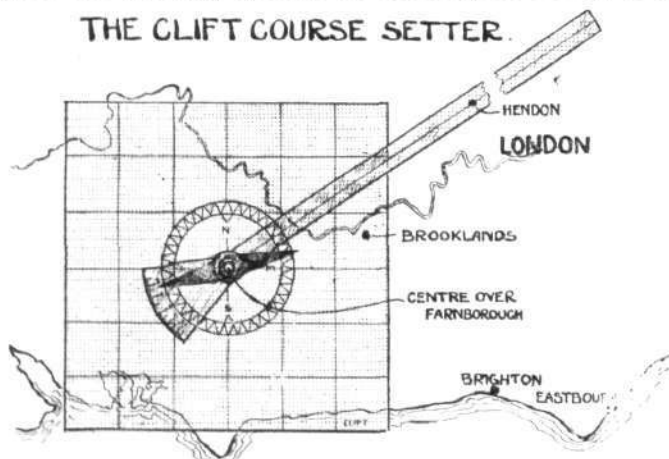 THE CLIFT COURSE SETTER.
HENDON
LONDON
N
BROOKLANDS
E
S
CENTRE OVER
FARNBOROUGH
BRIGHTON
EASTBOU
CLIFT